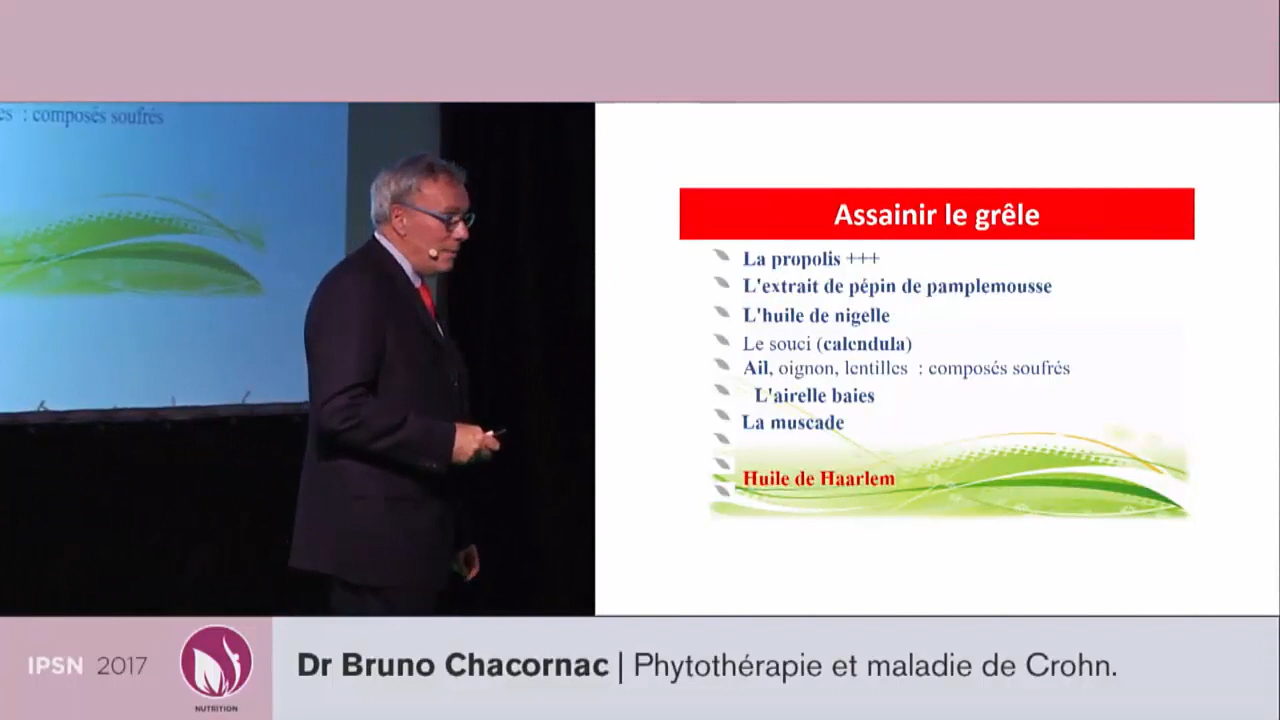 es : composés soufrés
Assainir le grêle
La propolis +++
L'extrait de pépin de pamplemousse
L'huile de nigelle
Le souci (calendula)
Ail, oignon, lentilles : composés soufrés
L'airelle baies
La muscade
Huile de Haarlem
IPSN 2017
NUTRITION
Dr Bruno Chacornac | Phytothérapie et maladie de Crohn.